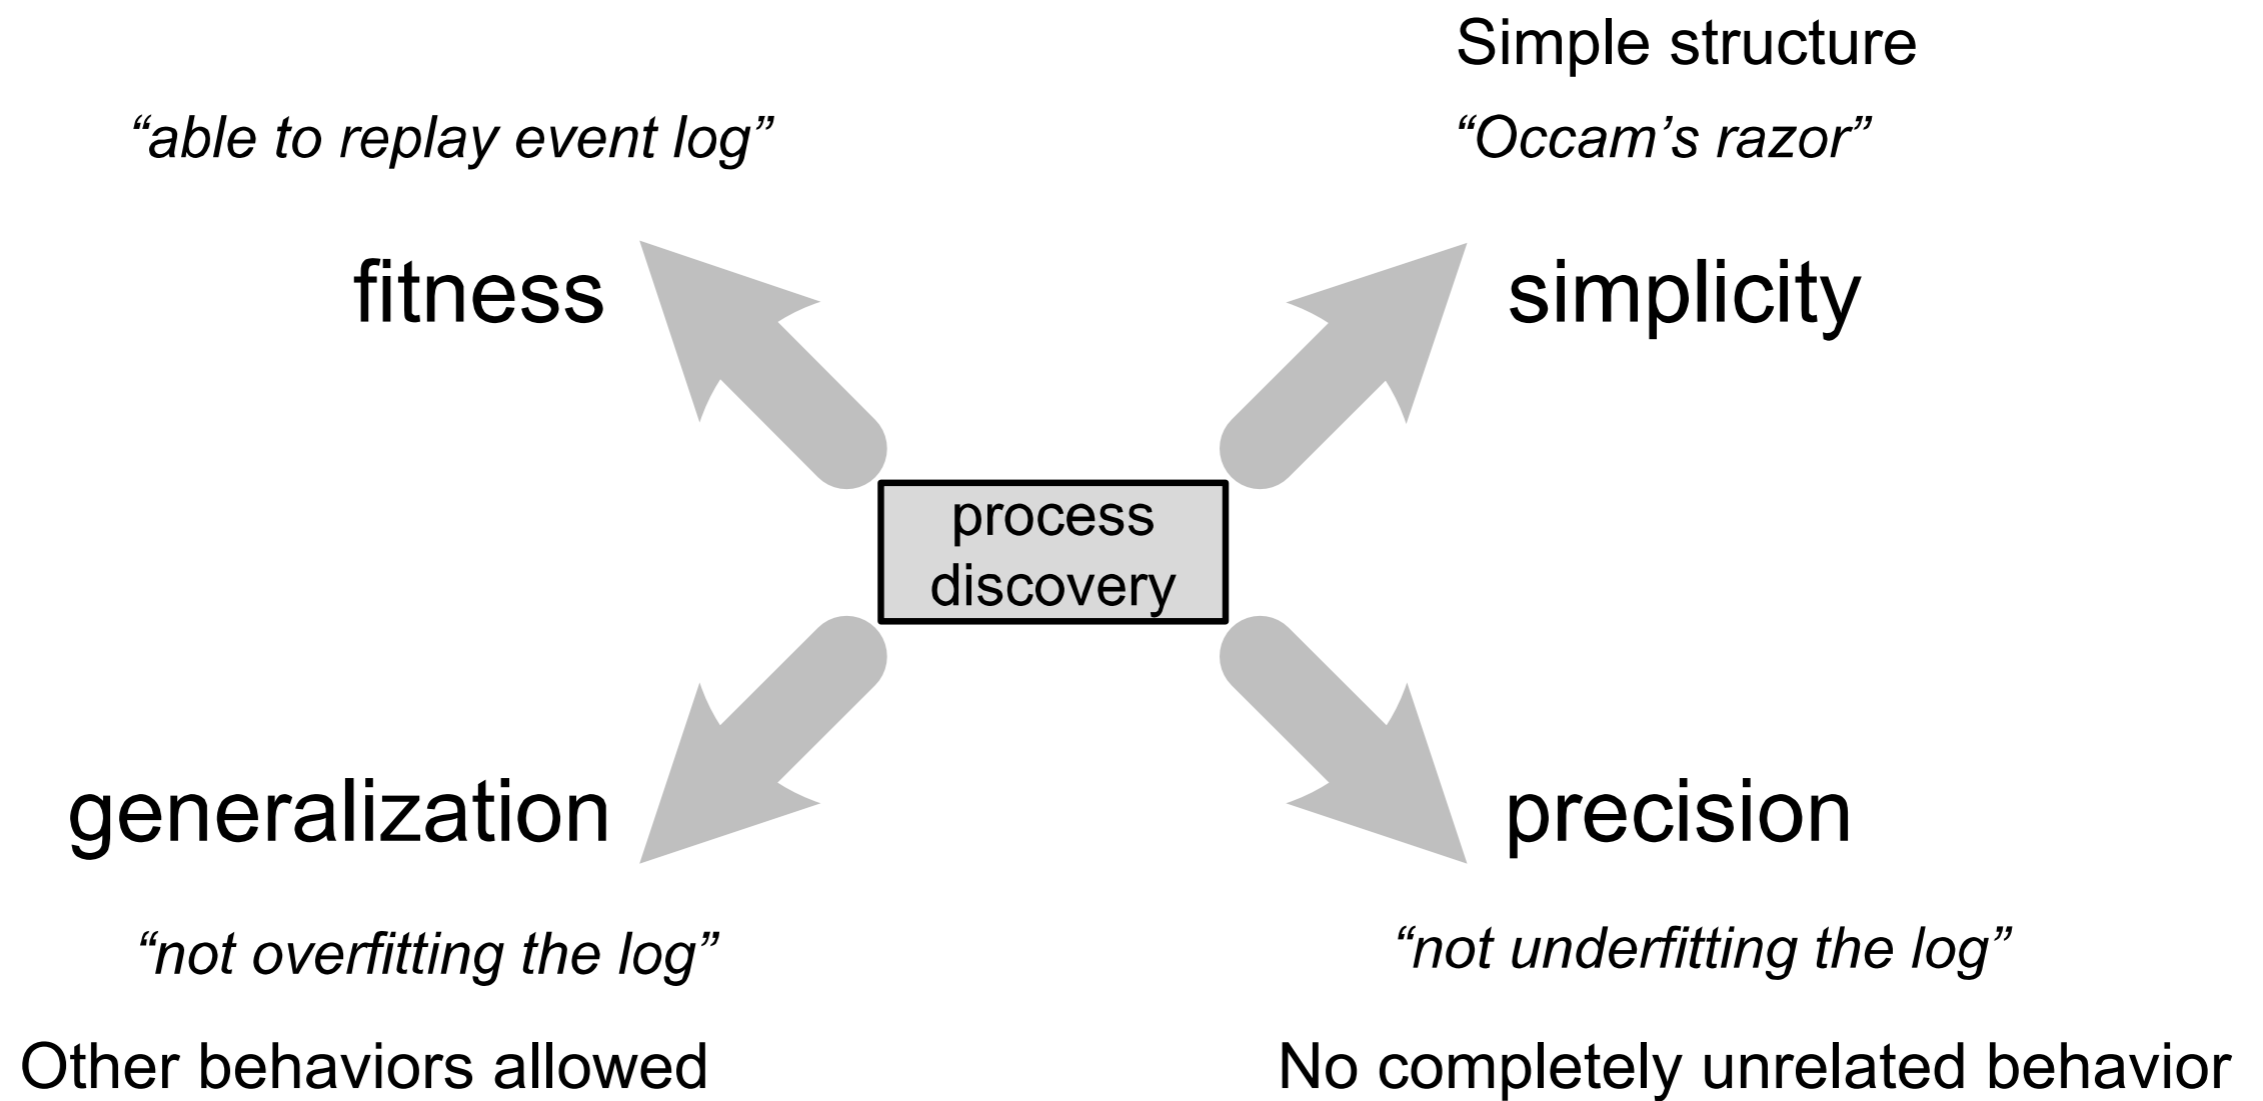 Simple structure
“able to replay event log”
“Occam’s razor”
fitness
simplicity
process
discovery
generalization
precision
“not overfitting the log”
“not underfitting the log”
Other behaviors allowed
No completely unrelated behavior